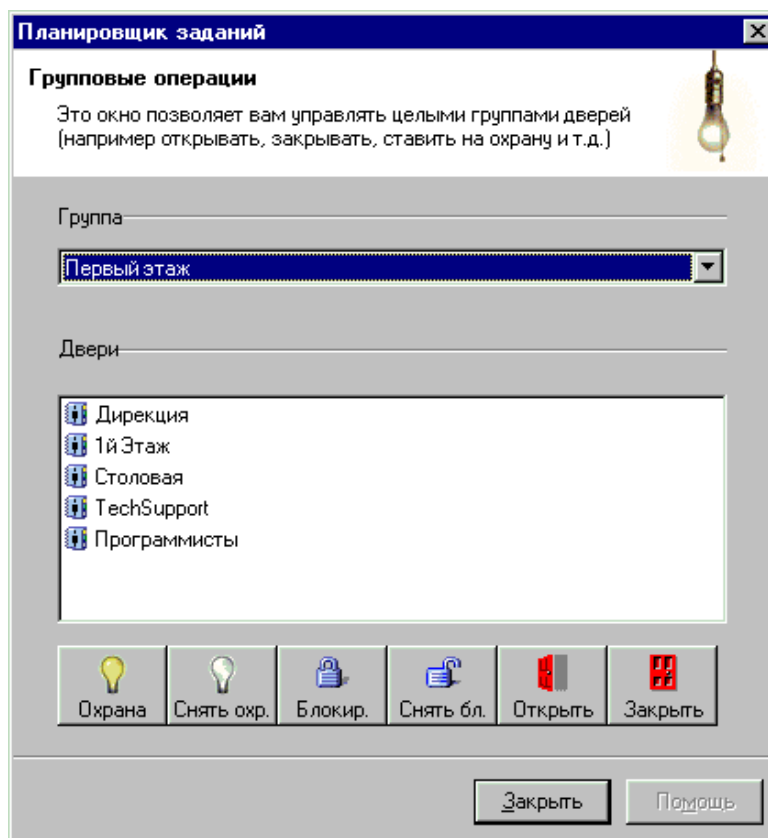 Планировщик заданий
Групповые операции
Это окно позволяет вам управлять целыми группами дверей
(например открывать, закрывать, ставить на охрану и т.д.)
Группа
Первый этаж
Двери
Дирекция
1й Этаж
Столовая
TechSupport
Программисты
Охрана Снять охр. Блокир. Снять бл. Открыть Закрыть
Закрыть Помощь